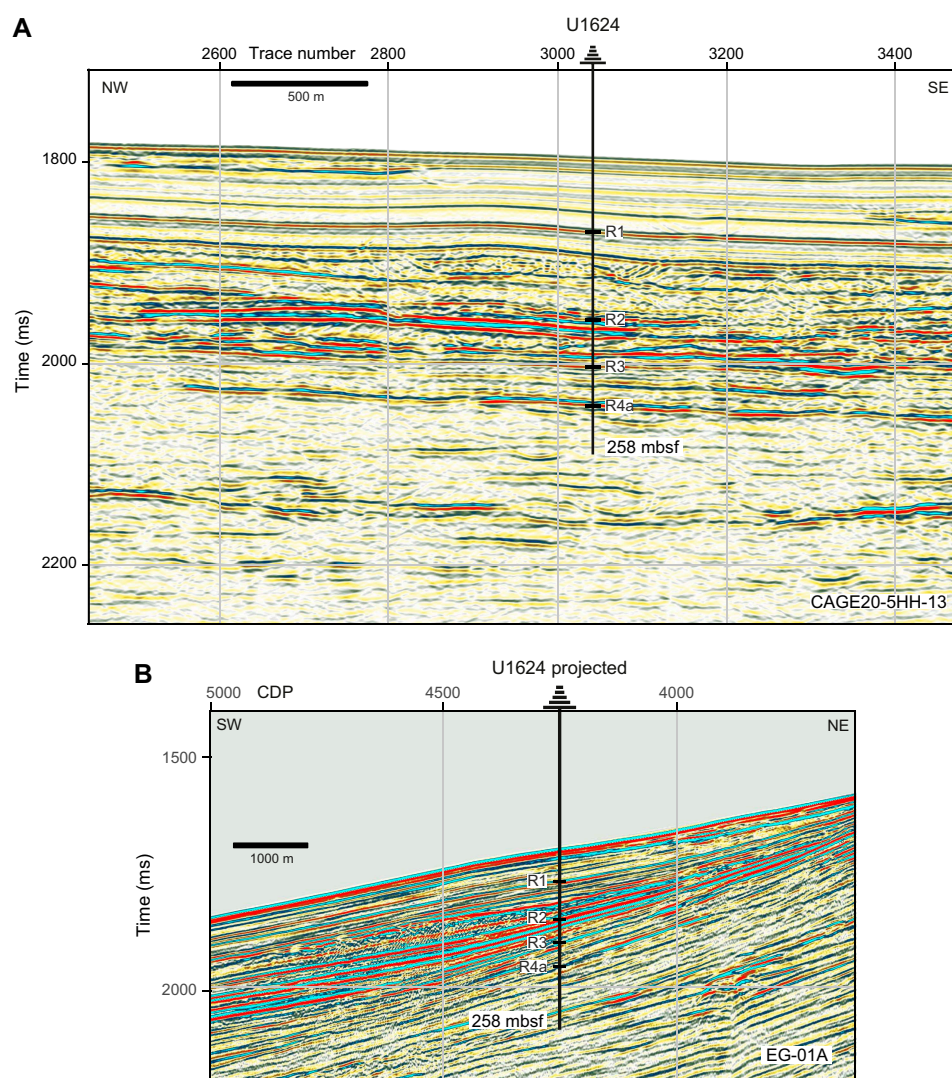 A
U1624
2600 Trace number 2800 3000 3200 3400
NW
500 m
SE
1800
R1
R2
2000
R3
R4a
258 mbsf
Time (ms)
2200
CAGE20-5HH-13
B
U1624 projected
5000 CDP 4500 4000
SW
NE
1500
1000 m
Time (ms)
R1
R2
R3
R4a
2000
258 mbsf
EG-01A